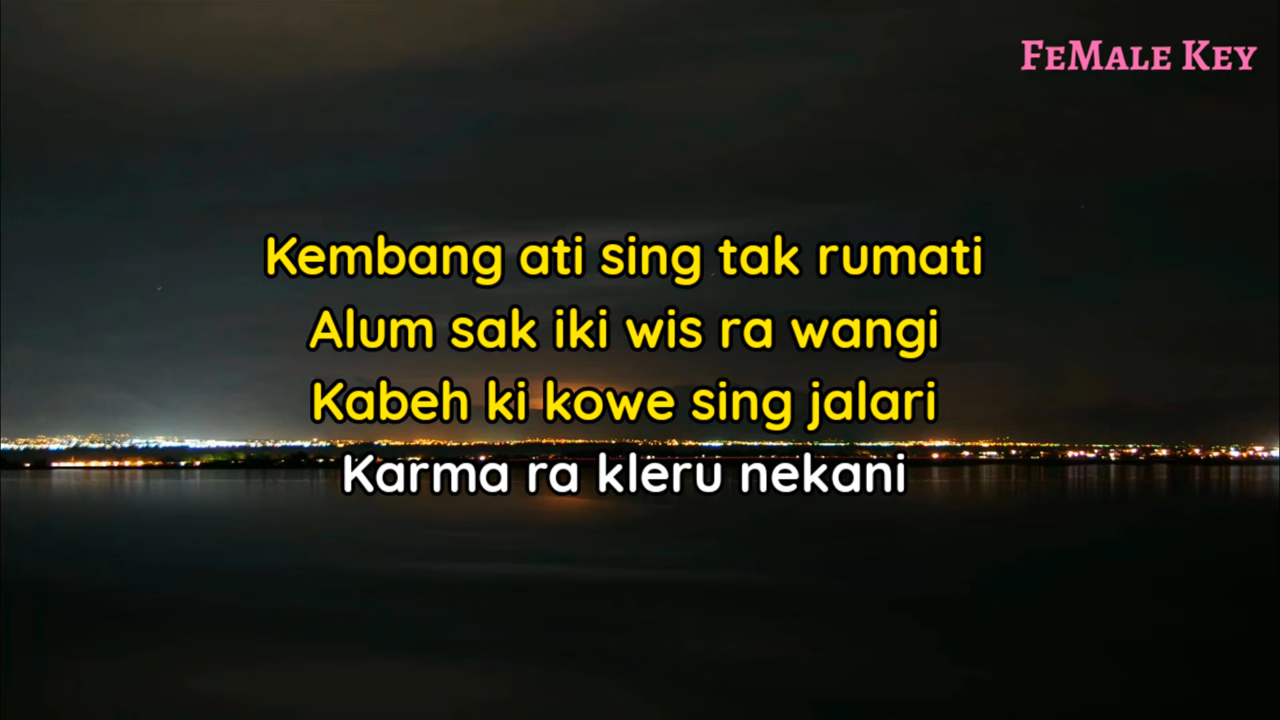 FeMale Key
Kembang ati sing tak rumati
Alum sak iki wis ra wangi
Kabeh ki kowe sing jalari
Karma ra kleru nekani